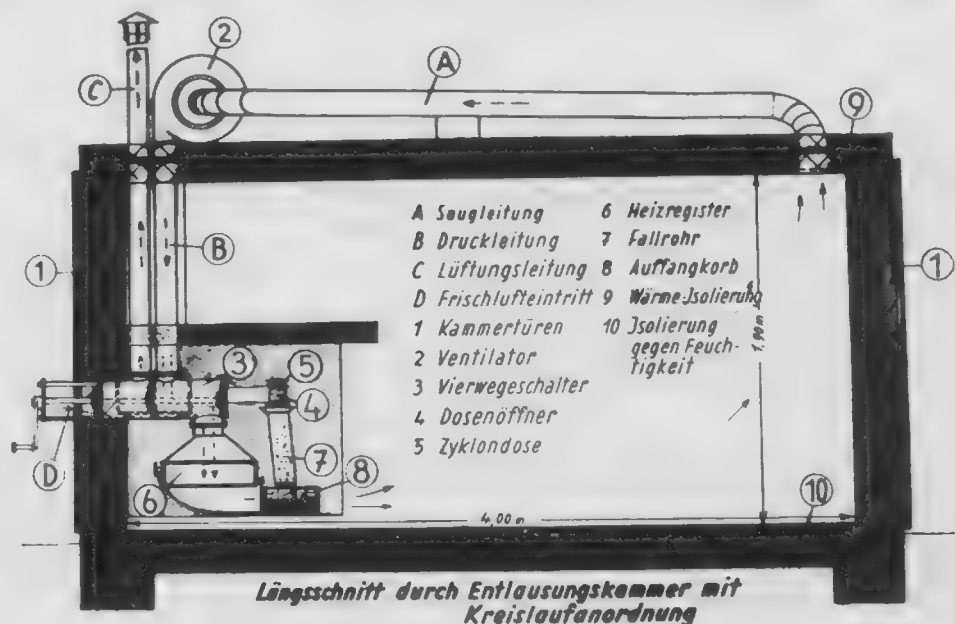 2
A
C
9
A Saugleitung
B Druckleitung
C Lüftungsleitung
D Frischlufteintritt
1 Kammertüren
2 Ventilator
3 Vierwegeschalter
4 Dosenöffner
5 Zyklondose
6 Heizregister
7 Fallrohr
8 Auffangkorb
9 Wärme-Jsolierung
10 Jsolierung
gegen Feuch-
tigkeit
B
1
1
1,90 m
3
5
4
D
7
6
8
10
4,00 m
Längsschnitt durch Entlausungskammer mit
Kreislaufanordnung